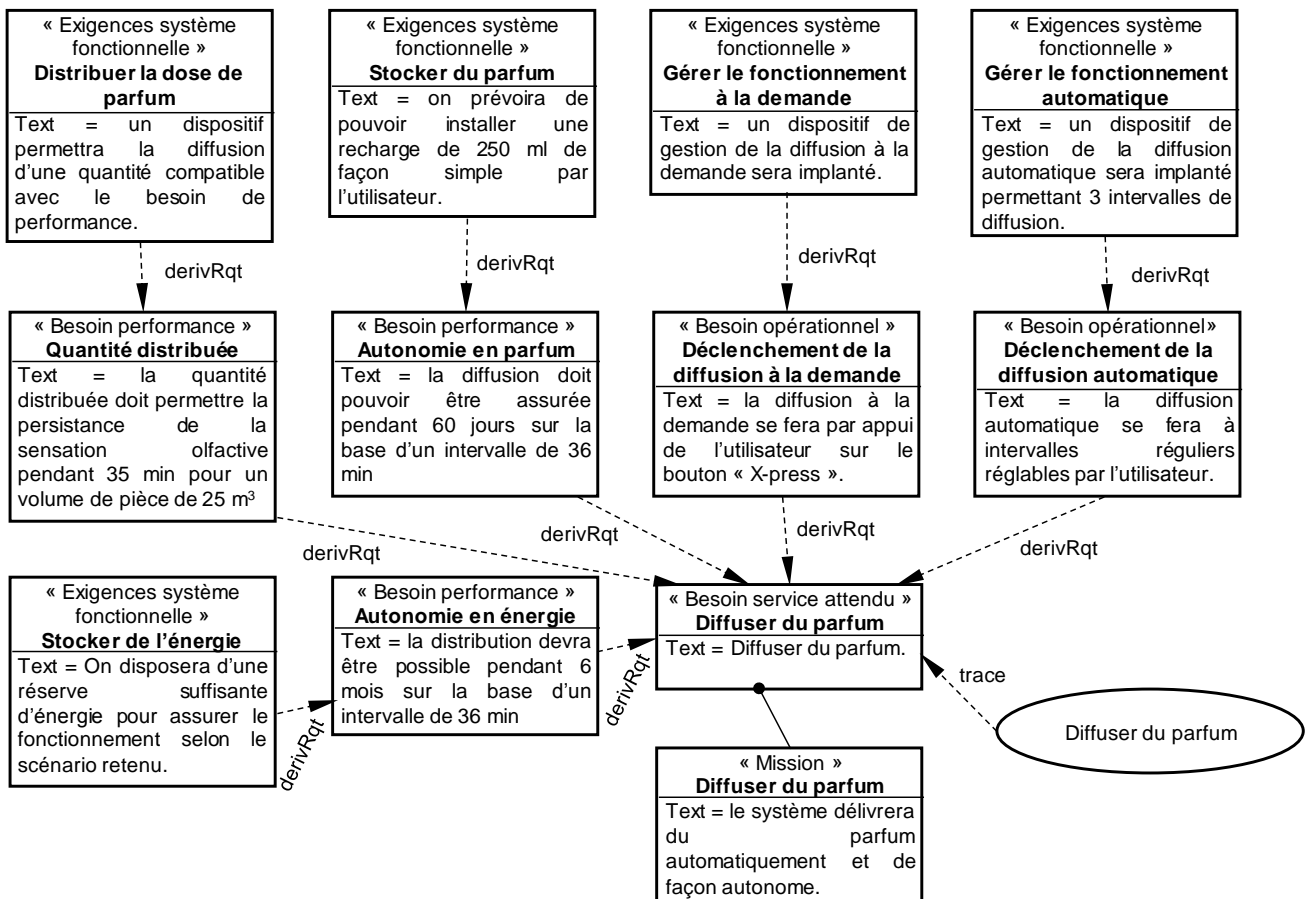 « Exigences système
fonctionnelle »
Distribuer la dose de
parfum
Text = un dispositif
permettra la diffusion
d'une quantité compatible
avec le besoin de
performance.
« Exigences système
fonctionnelle »
Stocker du parfum
Text = on prévoira de
pouvoir installer une
recharge de 250 ml de
façon simple par
l'utilisateur.
« Exigences système
fonctionnelle »
Gérer le fonctionnement
à la demande
Text = un dispositif de
gestion de la diffusion à la
demande sera implanté.
« Exigences système
fonctionnelle »
Gérer le fonctionnement
automatique
Text = un dispositif de
gestion de la diffusion
automatique sera implanté
permettant 3 intervalles de
diffusion.
derivRqt
derivRqt
derivRqt
derivRqt
« Besoin performance »
Quantité distribuée
Text = la quantité
distribuée doit permettre la
persistance de la
sensation olfactive
pendant 35 min pour un
volume de pièce de 25 m³
« Besoin performance »
Autonomie en parfum
Text = la diffusion doit
pouvoir être assurée
pendant 60 jours sur la
base d'un intervalle de 36
min
« Besoin opérationnel »
Déclenchement de la
diffusion à la demande
Text = la diffusion à la
demande se fera par appui
de l'utilisateur sur le
bouton « X-press ».
« Besoin opérationnel»
Déclenchement de la
diffusion automatique
Text = la diffusion
automatique se fera à
intervalles réguliers
réglables par l'utilisateur.
derivRqt
derivRqt
derivRqt
derivRqt
« Exigences système
fonctionnelle »
Stocker de l'énergie
Text = On disposera d'une
réserve suffisante
d'énergie pour assurer le
fonctionnement selon le
scénario retenu.
derivRqt
« Besoin performance »
Autonomie en énergie
Text = la distribution devra
être possible pendant 6
mois sur la base d'un
intervalle de 36 min
derivRqt
« Besoin service attendu »
Diffuser du parfum
Text = Diffuser du parfum.
trace
Diffuser du parfum
« Mission »
Diffuser du parfum
Text = le système délivrera
du parfum
automatiquement et de
façon autonome.